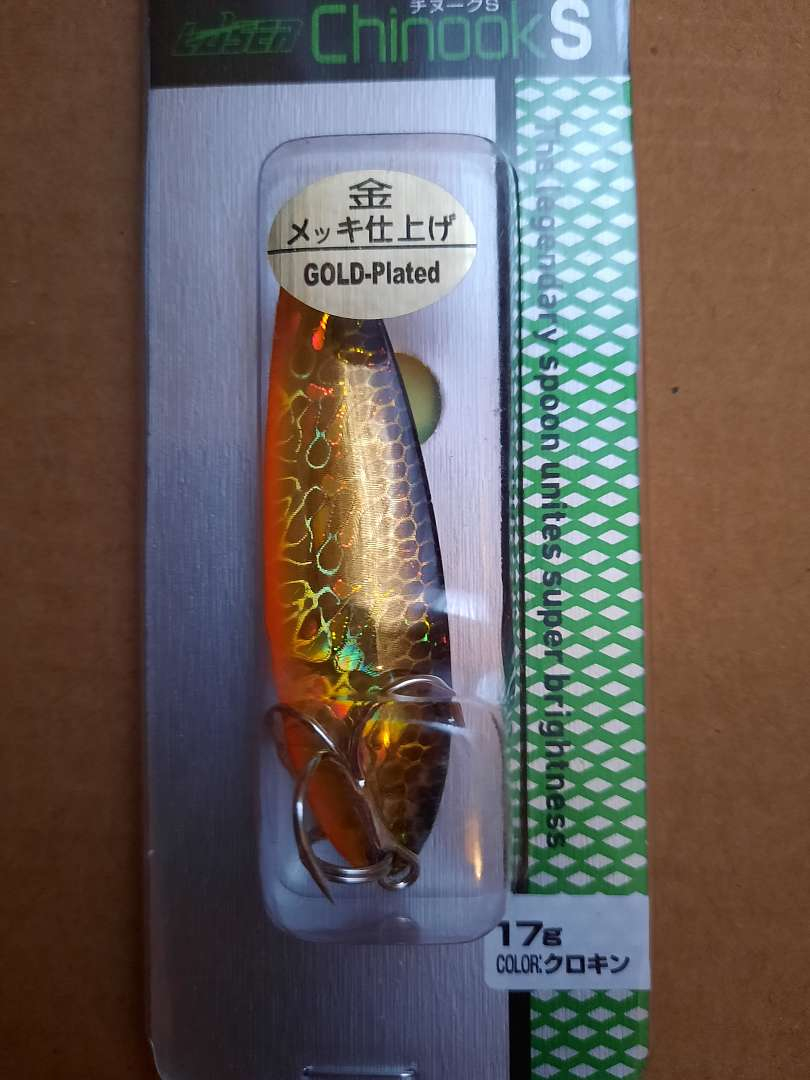 チヌークS
LASER Chinook S
金
メッキ仕上げ
GOLD-Plated
The legendary spoon unites super brightness
17g
COLOR:クロキン